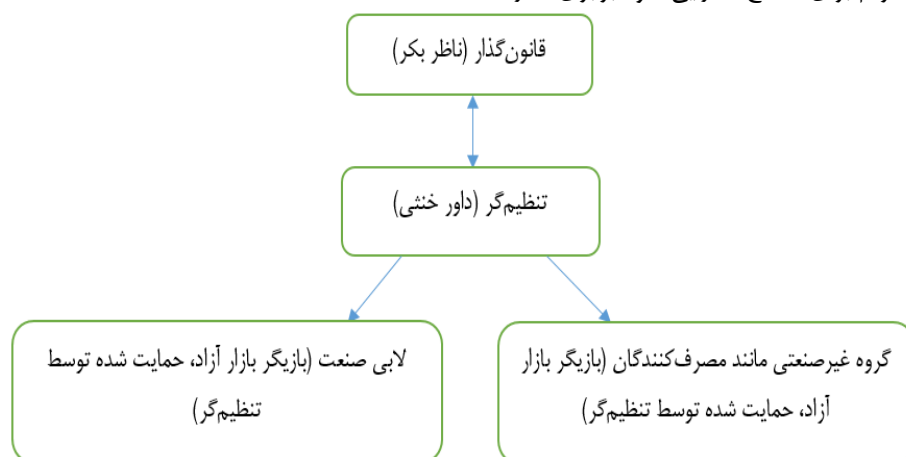 قانون‌گذار (ناظر بکر)
تنظیم‌گر (داور خنثی)
گروه غیرصنعتی مانند مصرف‌کنندگان (بازیگر بازار
آزاد، حمایت شده توسط تنظیم‌گر)
لابی صنعت (بازیگر بازار آزاد، حمایت شده توسط
تنظیم‌گر)